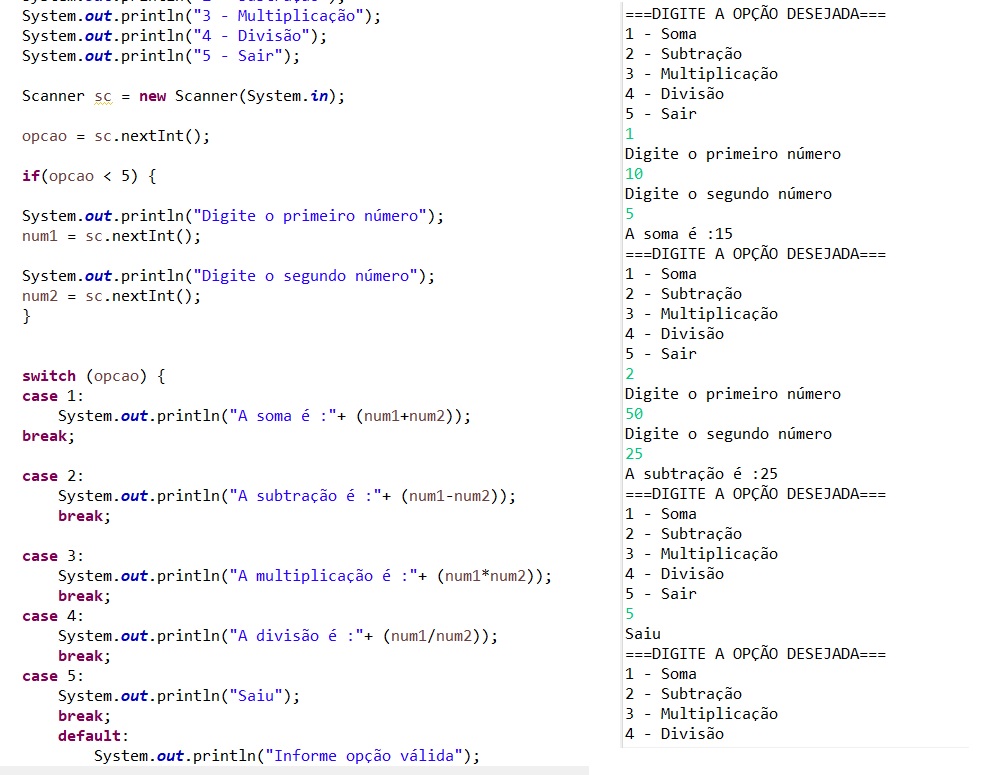 System.out.println("2 - Subtração");
System.out.println("3 - Multiplicação");
System.out.println("4 - Divisão");
System.out.println("5 - Sair");
Scanner sc = new Scanner(System.in);
opcao = sc.nextInt();
if(opcao < 5) {
System.out.println("Digite o primeiro número");
num1 = sc.nextInt();
System.out.println("Digite o segundo número");
num2 = sc.nextInt();
}
switch (opcao) {
case 1:
System.out.println("A soma é :"+ (num1+num2));
break;
case 2:
System.out.println("A subtração é :"+ (num1-num2));
break;
case 3:
System.out.println("A multiplicação é :"+ (num1*num2));
break;
case 4:
System.out.println("A divisão é :"+ (num1/num2));
break;
case 5:
System.out.println("Saiu");
break;
default:
System.out.println("Informe opção válida");
===DIGITE A OPÇÃO DESEJADA===
1 - Soma
2 - Subtração
3 - Multiplicação
4 - Divisão
5 - Sair
1
Digite o primeiro número
10
Digite o segundo número
5
A soma é :15
===DIGITE A OPÇÃO DESEJADA===
1 - Soma
2 - Subtração
3 - Multiplicação
4 - Divisão
5 - Sair
2
Digite o primeiro número
50
Digite o segundo número
25
A subtração é :25
===DIGITE A OPÇÃO DESEJADA===
1 - Soma
2 - Subtração
3 - Multiplicação
4 - Divisão
5 - Sair
5
Saiu
===DIGITE A OPÇÃO DESEJADA===
1 - Soma
2 - Subtração
3 - Multiplicação
4 - Divisão